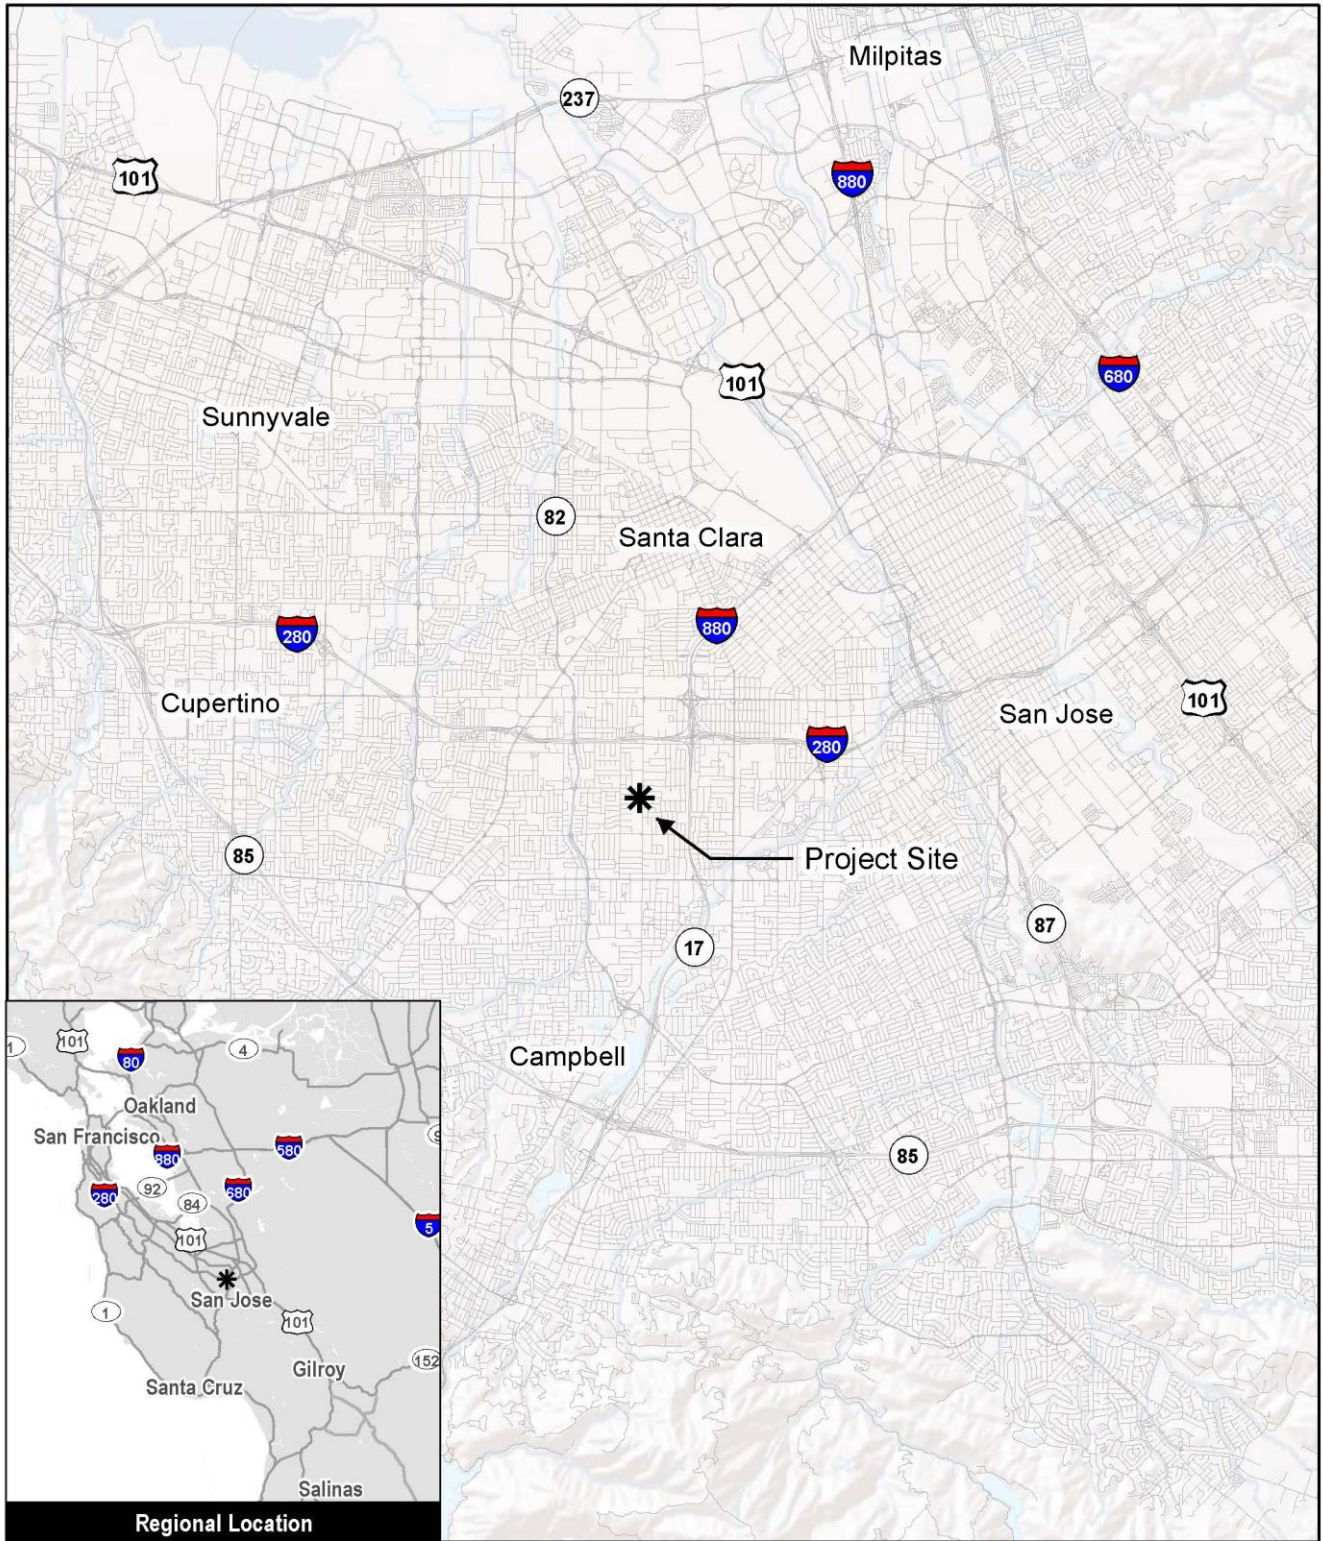 Milpitas
237
101
880
680
101
Sunnyvale
82
Santa Clara
880
280
Cupertino
101
San Jose
280
85
Project Site
87
17
Campbell
85
101
1
80
4
Oakland
San Francisco
880
580
9
280
92
84
680
5
101
San Jose
1
101
Gilroy
152
Santa Cruz
Salinas
Regional Location